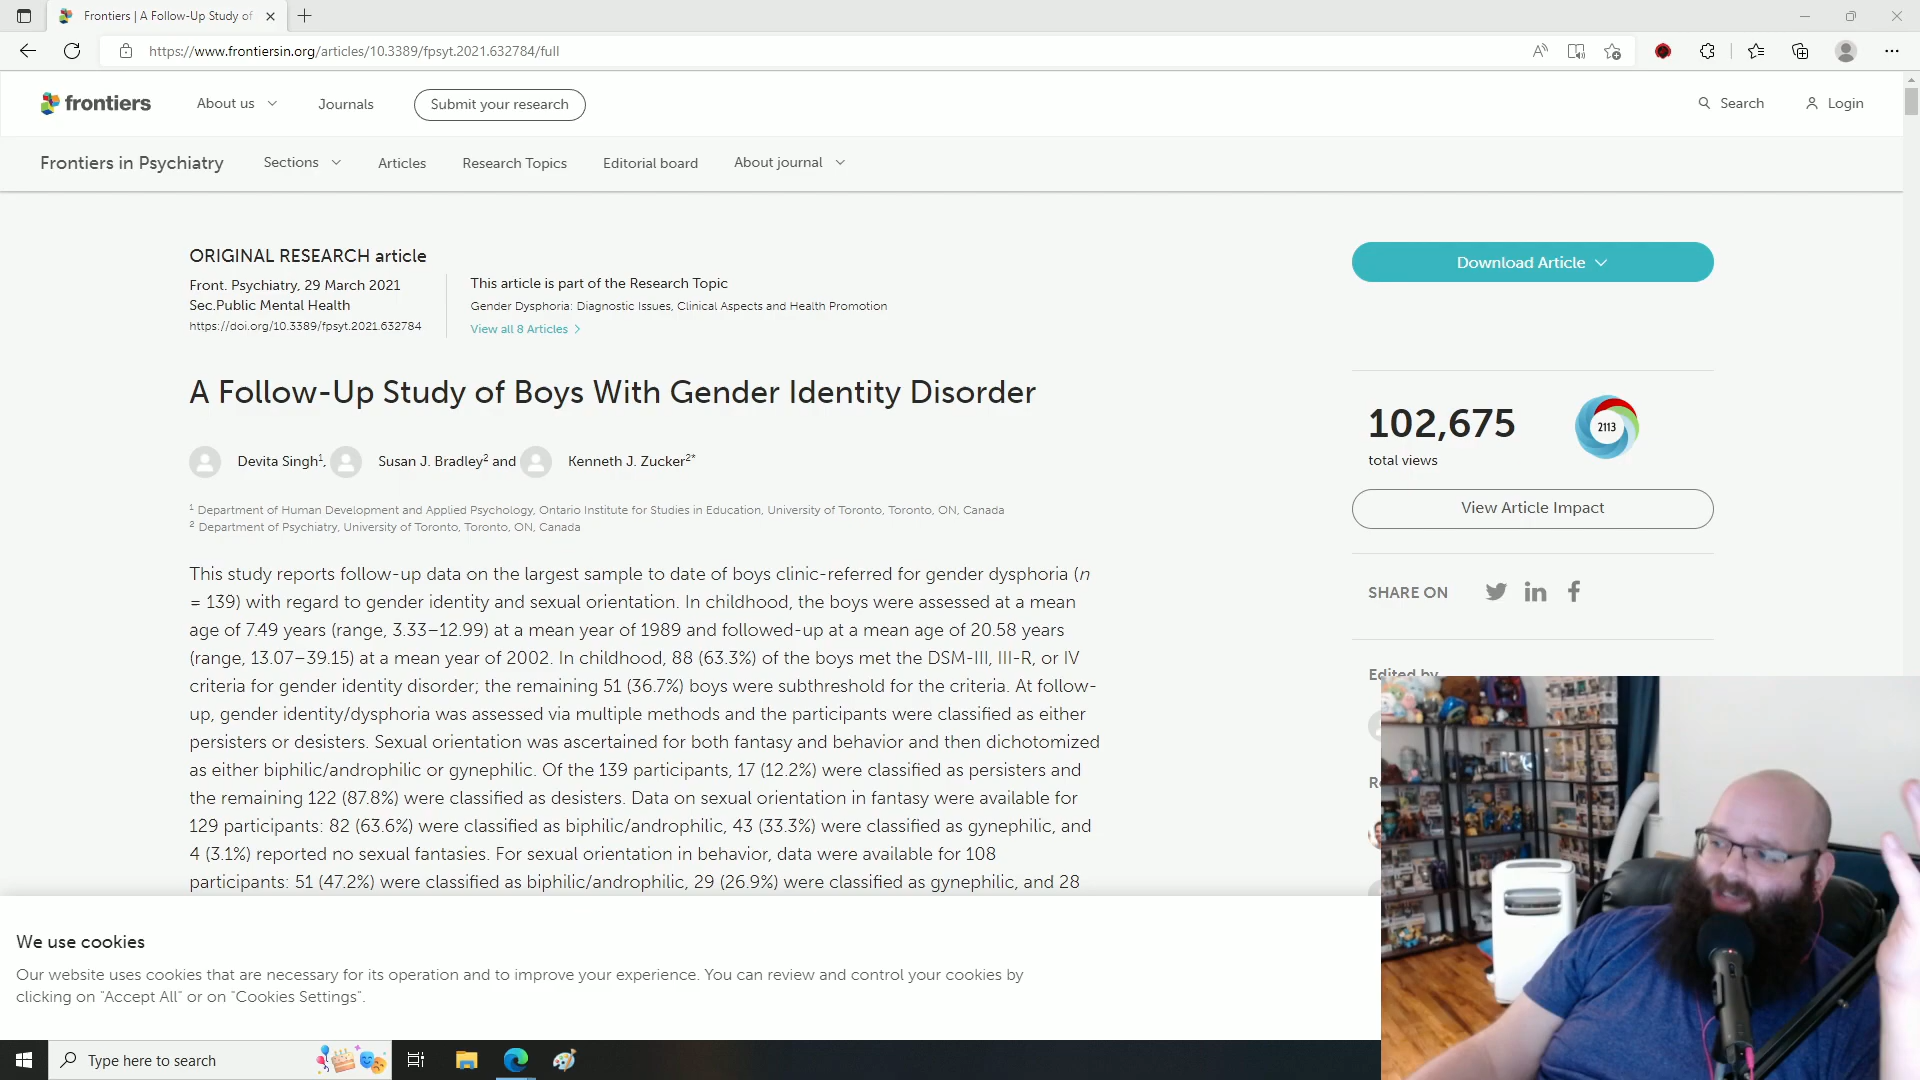 Frontiers | A Follow-Up Study of
https://www.frontiersin.org/articles/10.3389/fpsyt.2021.632784/full
frontiers
About us
Journals
Submit your research
Search
Login
Frontiers in Psychiatry
Sections
Articles
Research Topics
Editorial board
About journal
ORIGINAL RESEARCH article
Front. Psychiatry, 29 March 2021
Sec.Public Mental Health
https://doi.org/10.3389/fpsyt.2021.632784
This article is part of the Research Topic
Gender Dysphoria: Diagnostic Issues, Clinical Aspects and Health Promotion
View all 8 Articles
Download Article
A Follow-Up Study of Boys With Gender Identity Disorder
Devita Singh1, Susan J. Bradley2 and Kenneth J. Zucker2*
1 Department of Human Development and Applied Psychology, Ontario Institute for Studies in Education, University of Toronto, Toronto, ON, Canada
2 Department of Psychiatry, University of Toronto, Toronto, ON, Canada
102,675
total views
2113
View Article Impact
SHARE ON
Edited by
This study reports follow-up data on the largest sample to date of boys clinic-referred for gender dysphoria (n
= 139) with regard to gender identity and sexual orientation. In childhood, the boys were assessed at a mean
age of 7.49 years (range, 3.33–12.99) at a mean year of 1989 and followed-up at a mean age of 20.58 years
(range, 13.07–39.15) at a mean year of 2002. In childhood, 88 (63.3%) of the boys met the DSM-III, III-R, or IV
criteria for gender identity disorder; the remaining 51 (36.7%) boys were subthreshold for the criteria. At follow-
up, gender identity/dysphoria was assessed via multiple methods and the participants were classified as either
persisters or desisters. Sexual orientation was ascertained for both fantasy and behavior and then dichotomized
as either biphilic/androphilic or gynephilic. Of the 139 participants, 17 (12.2%) were classified as persisters and
the remaining 122 (87.8%) were classified as desisters. Data on sexual orientation in fantasy were available for
129 participants: 82 (63.6%) were classified as biphilic/androphilic, 43 (33.3%) were classified as gynephilic, and
4 (3.1%) reported no sexual fantasies. For sexual orientation in behavior, data were available for 108
participants: 51 (47.2%) were classified as biphilic/androphilic, 29 (26.9%) were classified as gynephilic, and 28
We use cookies
Our website uses cookies that are necessary for its operation and to improve your experience. You can review and control your cookies by
clicking on "Accept All" or on "Cookies Settings".
Type here to search